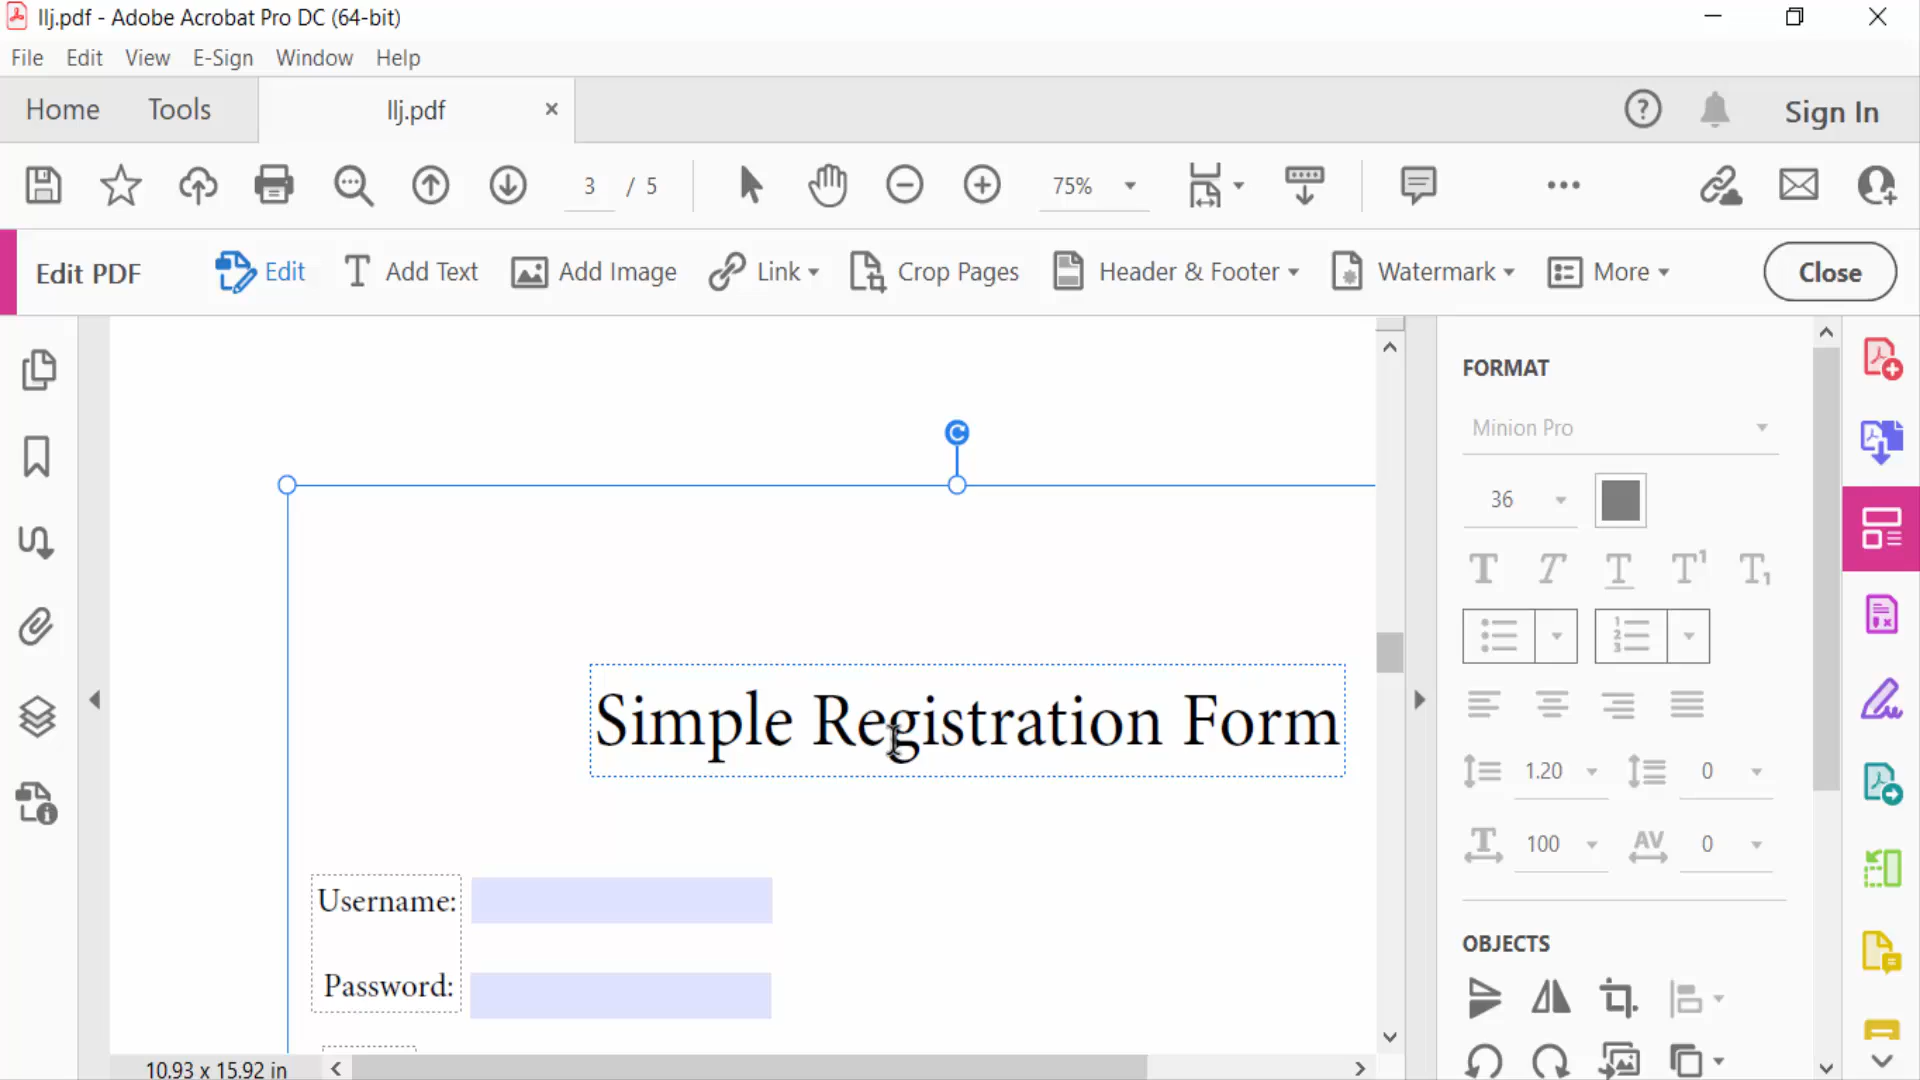 llj.pdf - Adobe Acrobat Pro DC (64-bit)
File Edit View E-Sign Window Help
Home Tools llj.pdf × Sign In
3 / 5 75%
Edit PDF Edit Add Text Add Image Link Crop Pages Header & Footer Watermark More Close
FORMAT
Minion Pro
36
Simple Registration Form
1.20 0
100 0
Username:
Password:
OBJECTS
10.93 x 15.92 in